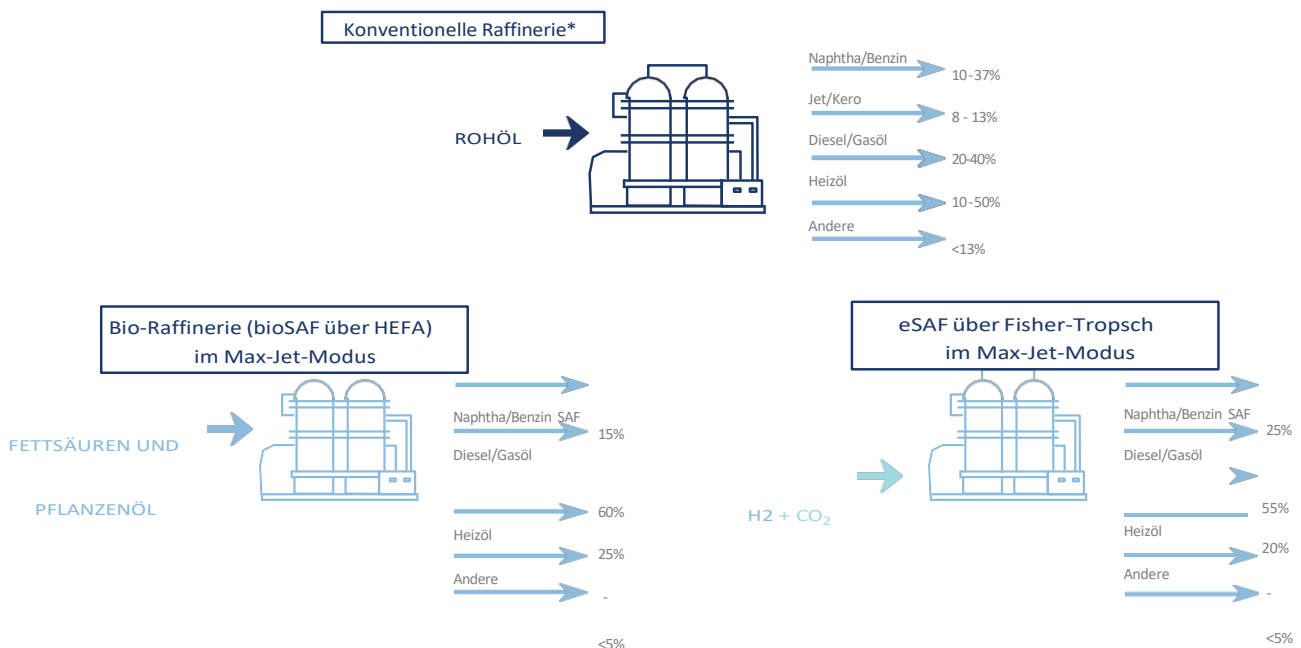 Konventionelle Raffinerie*
ROHÖL
Naphtha/Benzin
10-37%
Jet/Kero
8 - 13%
Diesel/Gasöl
20-40%
Heizöl
10-50%
Andere
<13%
Bio-Raffinerie (bioSAF über HEFA)
im Max-Jet-Modus
FETTSÄUREN UND
PFLANZENÖL
Naphtha/Benzin SAF
15%
Diesel/Gasöl
60%
Heizöl
25%
Andere
-
<5%
eSAF über Fisher-Tropsch
im Max-Jet-Modus
H2 + CO₂
Naphtha/Benzin SAF
25%
Diesel/Gasöl
55%
Heizöl
20%
Andere
-
<5%